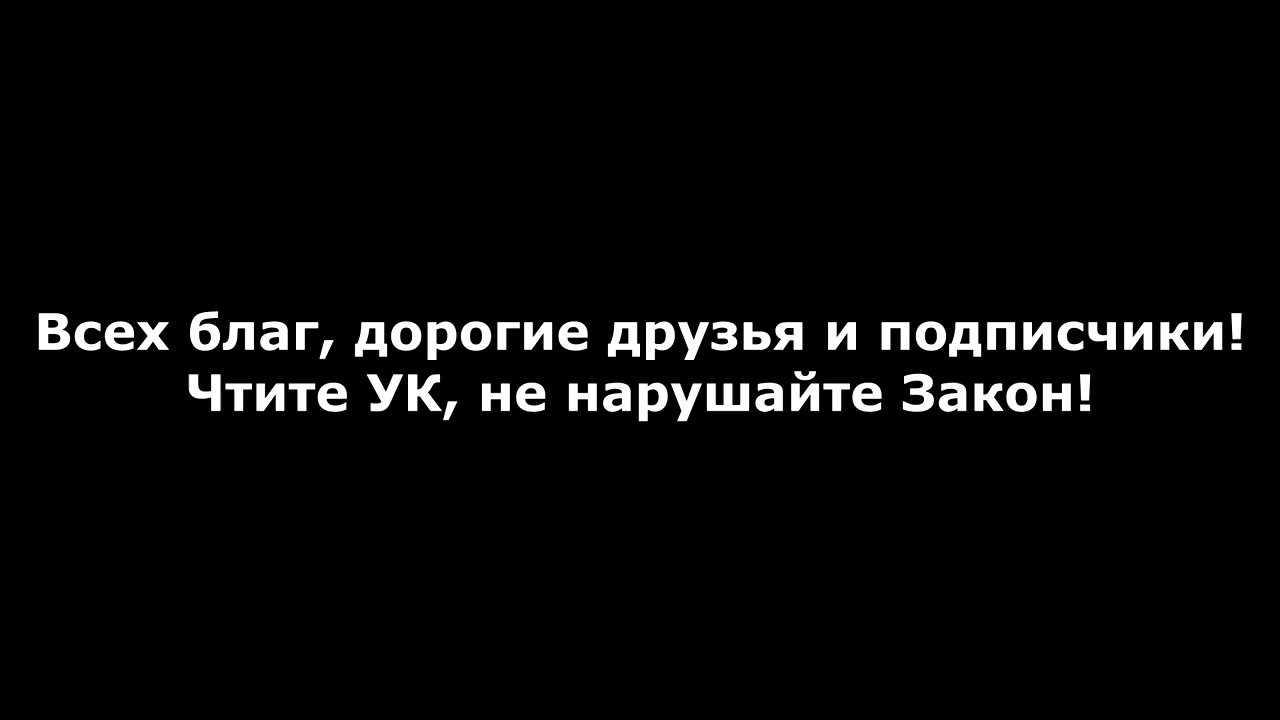 Всех благ, дорогие друзья и подписчики!
Чтите УК, не нарушайте Закон!